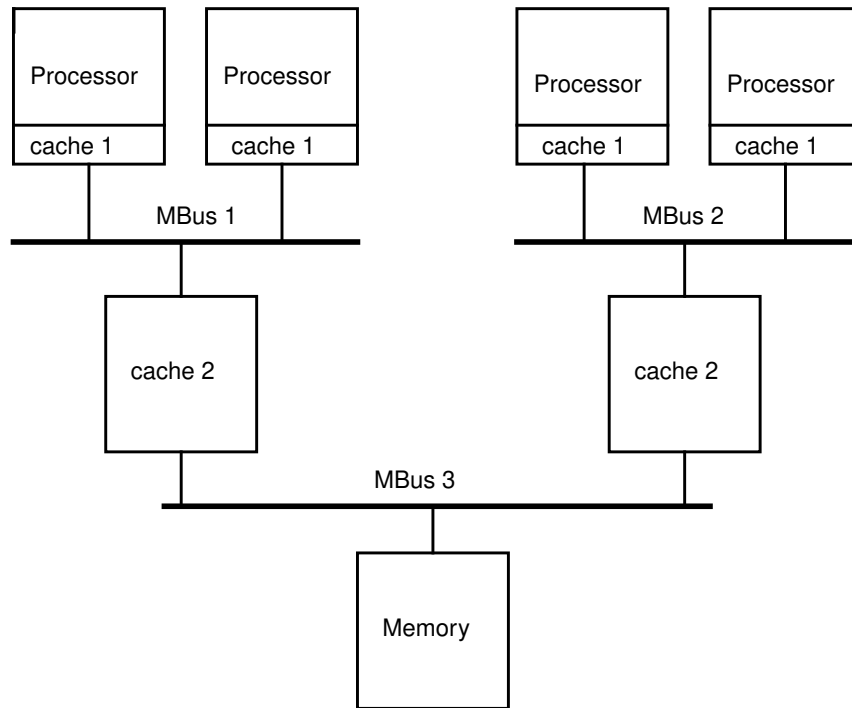 Processor
Processor
Processor
Processor
cache 1
cache 1
cache 1
cache 1
MBus 1
MBus 2
cache 2
cache 2
MBus 3
Memory